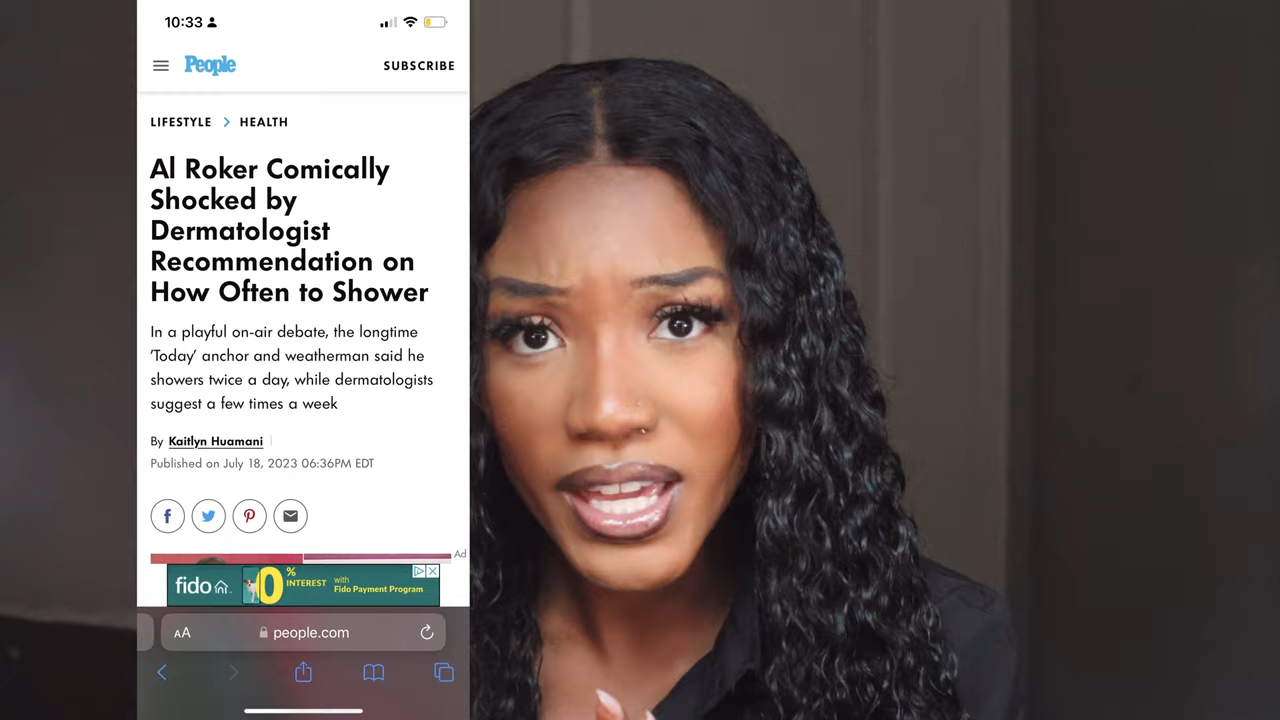 10:33
People
SUBSCRIBE
LIFESTYLE > HEALTH
Al Roker Comically
Shocked by
Dermatologist
Recommendation on
How Often to Shower
In a playful on-air debate, the longtime
'Today' anchor and weatherman said he
showers twice a day, while dermatologists
suggest a few times a week
By Kaitlyn Huamani
Published on July 18, 2023 06:36PM EDT
Ad
fido
0%
INTEREST
with
Fido Payment Program
AA
people.com